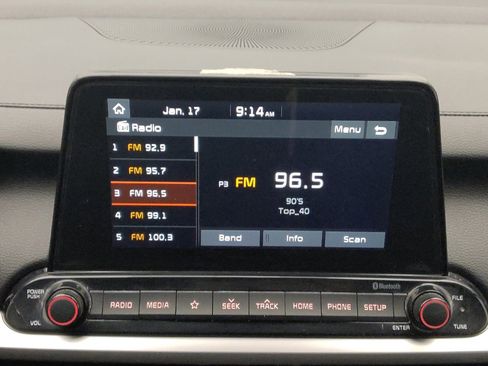 Jan. 17 9:14 AM
Radio Menu
1 FM 92.9
2 FM 95.7
3 FM 96.5
4 FM 99.1
5 FM 100.3
P3 FM 96.5
90'S
Top_40
Band Info Scan
Bluetooth
POWER PUSH
VOL
RADIO MEDIA SEEK TRACK HOME PHONE SETUP
FILE
ENTER TUNE